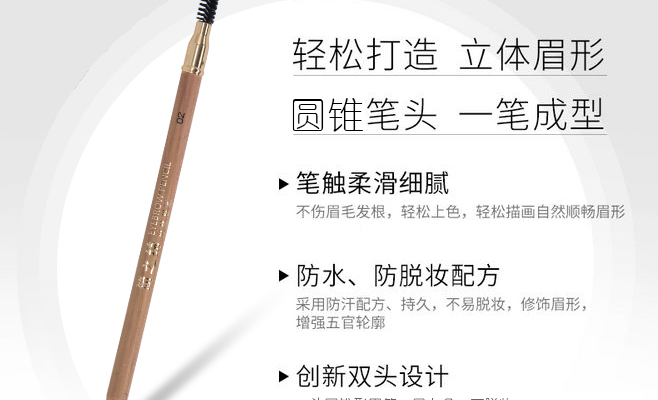 轻松打造 立体眉形
圆锥笔头 一笔成型
02
EYEBROW PENCIL
笔触柔滑细腻
不伤眉毛发根，轻松上色，轻松描画自然顺畅眉形
防水、防脱妆配方
采用防汗配方、持久，不易脱妆，修饰眉形，
增强五官轮廓
创新双头设计